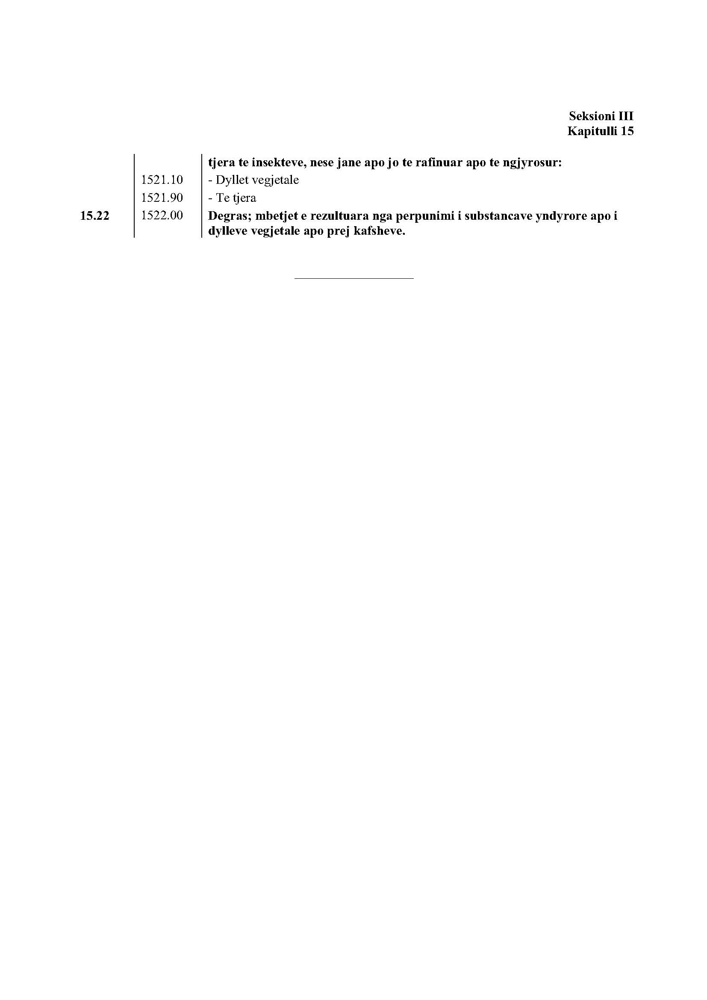 Seksioni III
Kapitulli 15
tjera te insekteve, nese jane apo jo te rafinuar apo te ngjyrosur:
1521.10 - Dyllet vegjetale
1521.90 - Te tjera
15.22 1522.00 Degras; mbetjet e rezultuara nga perpunimi i substancave yndyrore apo i
dylleve vegjetale apo prej kafsheve.